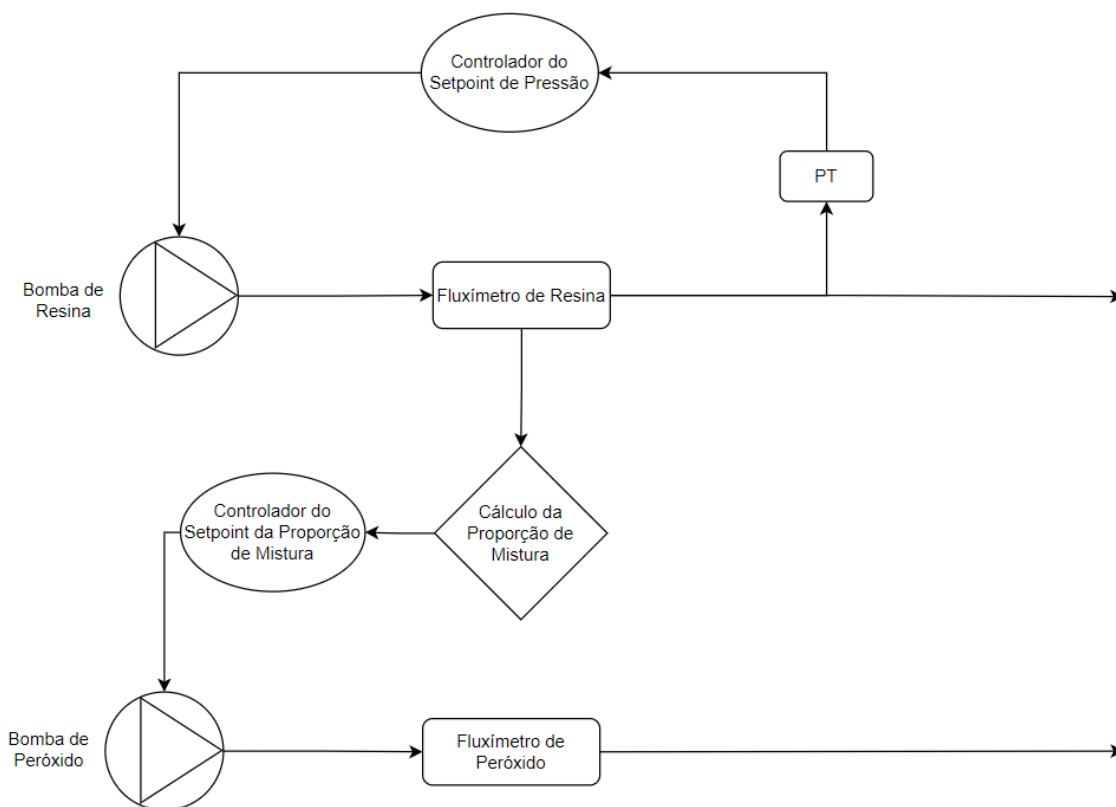 Controlador do
Setpoint de Pressão
PT
Bomba de
Resina
Fluxímetro de Resina
Controlador do
Setpoint da Proporção
de Mistura
Cálculo da
Proporção de
Mistura
Bomba de
Peróxido
Fluxímetro de
Peróxido